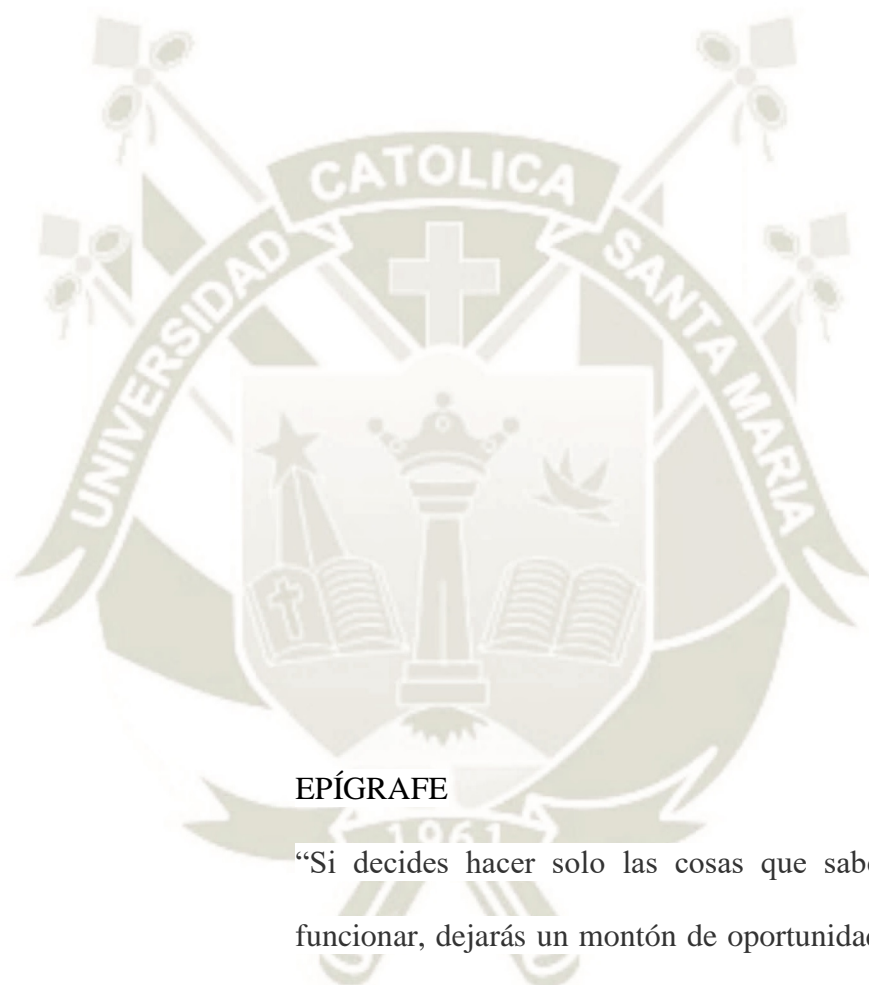 CATOLICA
UNIVERSIDAD
SANTA MARIA
EPÍGRAFE
1961
“Si decides hacer solo las cosas que
funcionar, dejarás un montón de